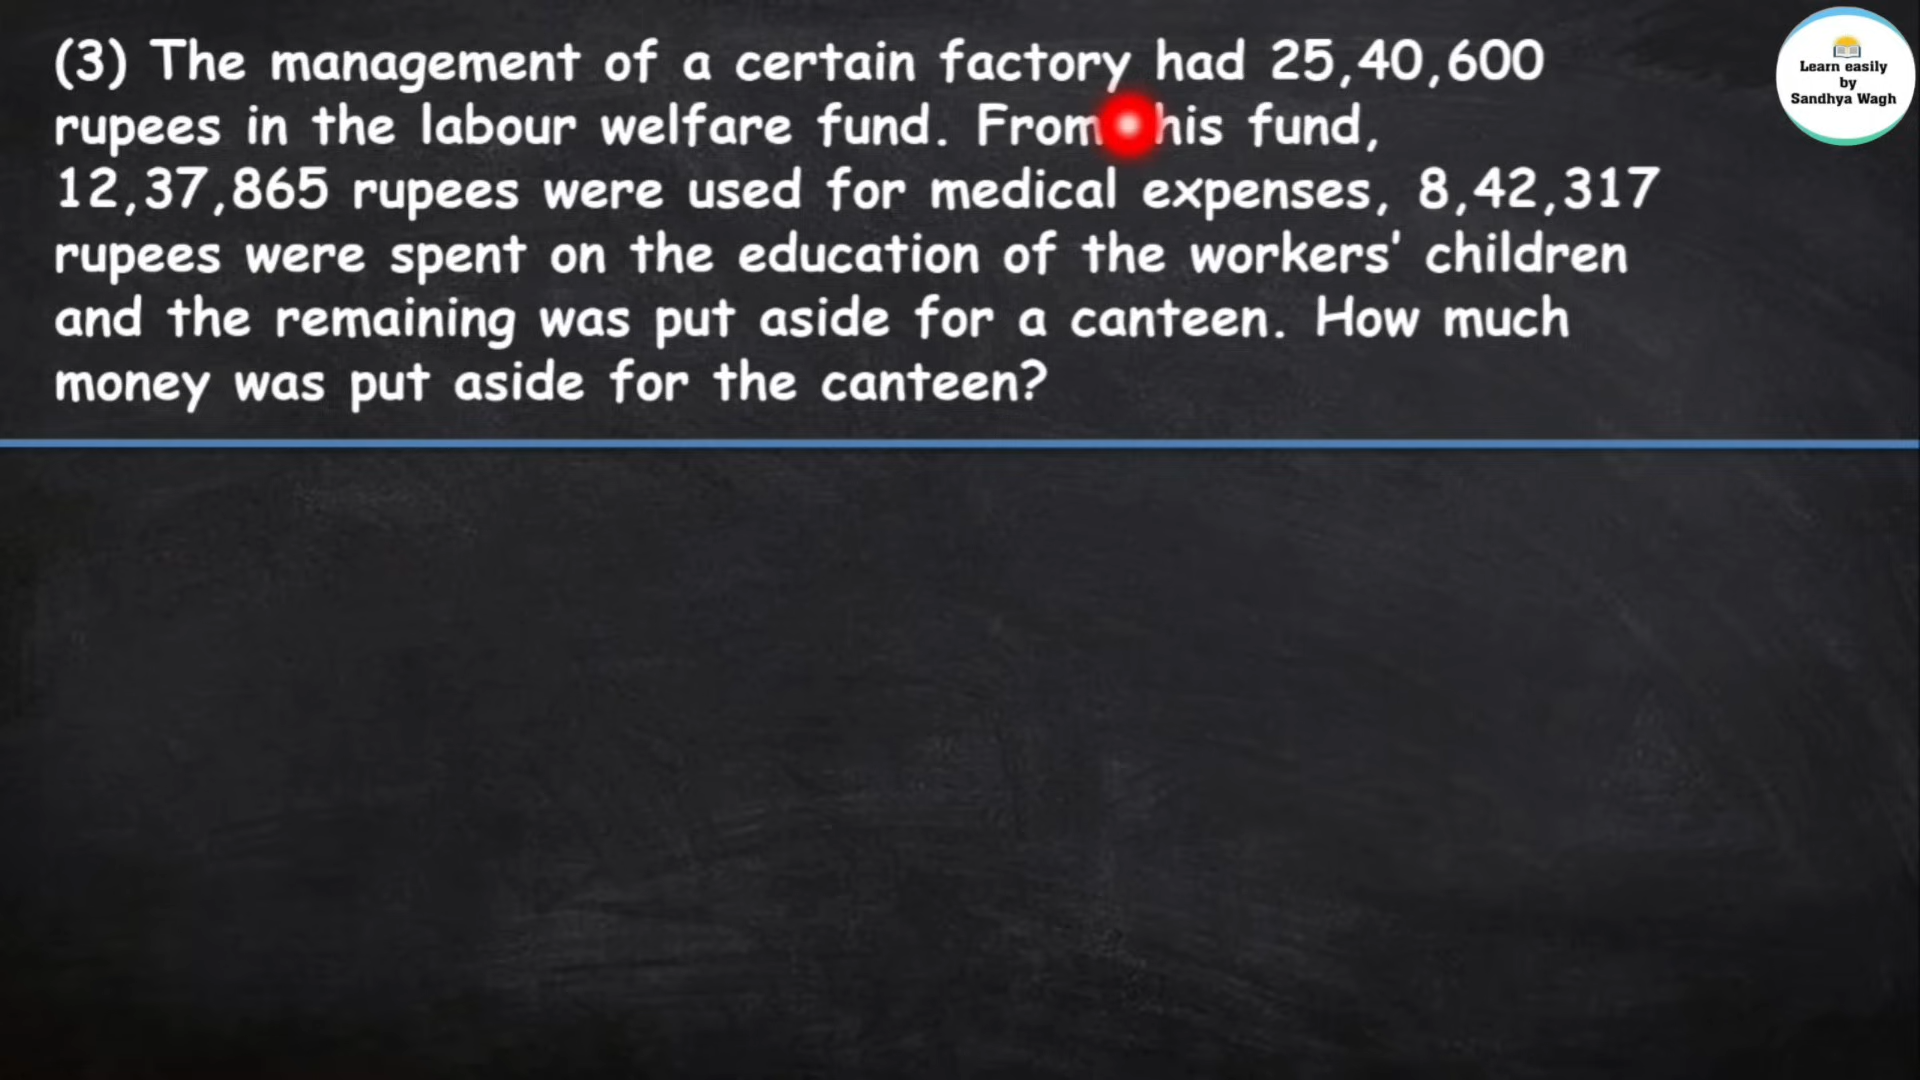 (3) The management of a certain factory had 25,40,600
rupees in the labour welfare fund. From his fund,
12,37,865 rupees were used for medical expenses, 8,42,317
rupees were spent on the education of the workers' children
and the remaining was put aside for a canteen. How much
money was put aside for the canteen?
Learn easily
by
Sandhya Wagh